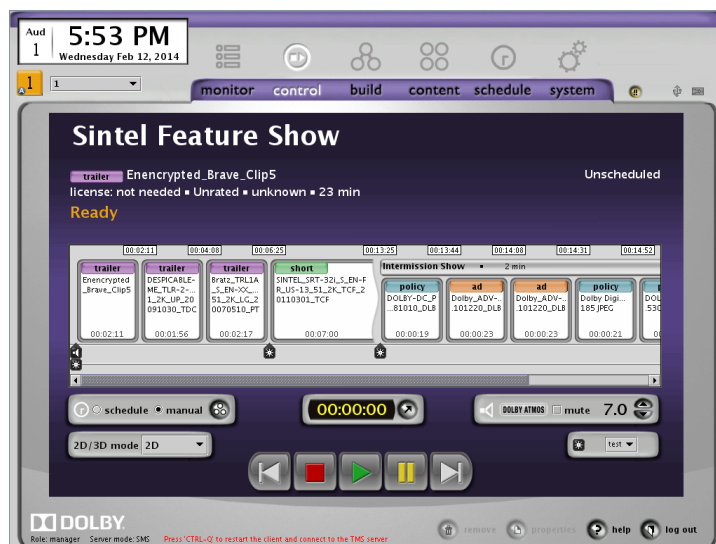 Aud
1
5:53 PM
Wednesday Feb 12, 2014
1
1
monitor control build content schedule system
Sintel Feature Show
trailer Enencrypted_Brave_Clip5 Unscheduled
license: not needed ▪ Unrated ▪ unknown ▪ 23 min
Ready
00:02:11 00:04:08 00:06:25 00:13:25 00:13:44 00:14:08 00:14:31 00:14:52
Intermission Show ▪ 2 min
trailer
Enencrypted
_Brave_Clip5
00:02:11
trailer
DESPICABLE-
ME_TLR-2-...
1_2K_UP_20
091030_TDC
00:01:56
trailer
Bratz_TRL1A
_S_EN-XX_...
51_2K_LG_2
0070510_PT
00:02:17
short
SINTEL_SRT-32i_S_EN-F
R_US-13_51_2K_TCF_2
0110301_TCF
00:07:00
policy
DOLBY-DC_P
...81010_DLB
00:00:19
ad
Dolby_ADV-...
.101220_DLB
00:00:23
ad
Dolby_ADV-...
.101220_DLB
00:00:23
policy
Dolby Digi...
185 JPEG
00:00:21
p
DOL
.530
schedule manual
00:00:00
DOLBY ATMOS mute 7.0
2D/3D mode 2D
test
DOLBY
Role: manager Server mode: SMS Press 'CTRL-Q' to restart the client and connect to the TMS server
remove properties help log out